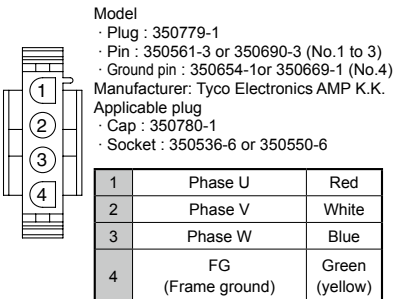 Model
· Plug : 350779-1
· Pin : 350561-3 or 350690-3 (No.1 to 3)
· Ground pin : 350654-1or 350669-1 (No.4)
Manufacturer: Tyco Electronics AMP K.K.
Applicable plug
· Cap : 350780-1
· Socket : 350536-6 or 350550-6
1
2
3
4
1 Phase U Red
2 Phase V White
3 Phase W Blue
4 FG (Frame ground) Green (yellow)